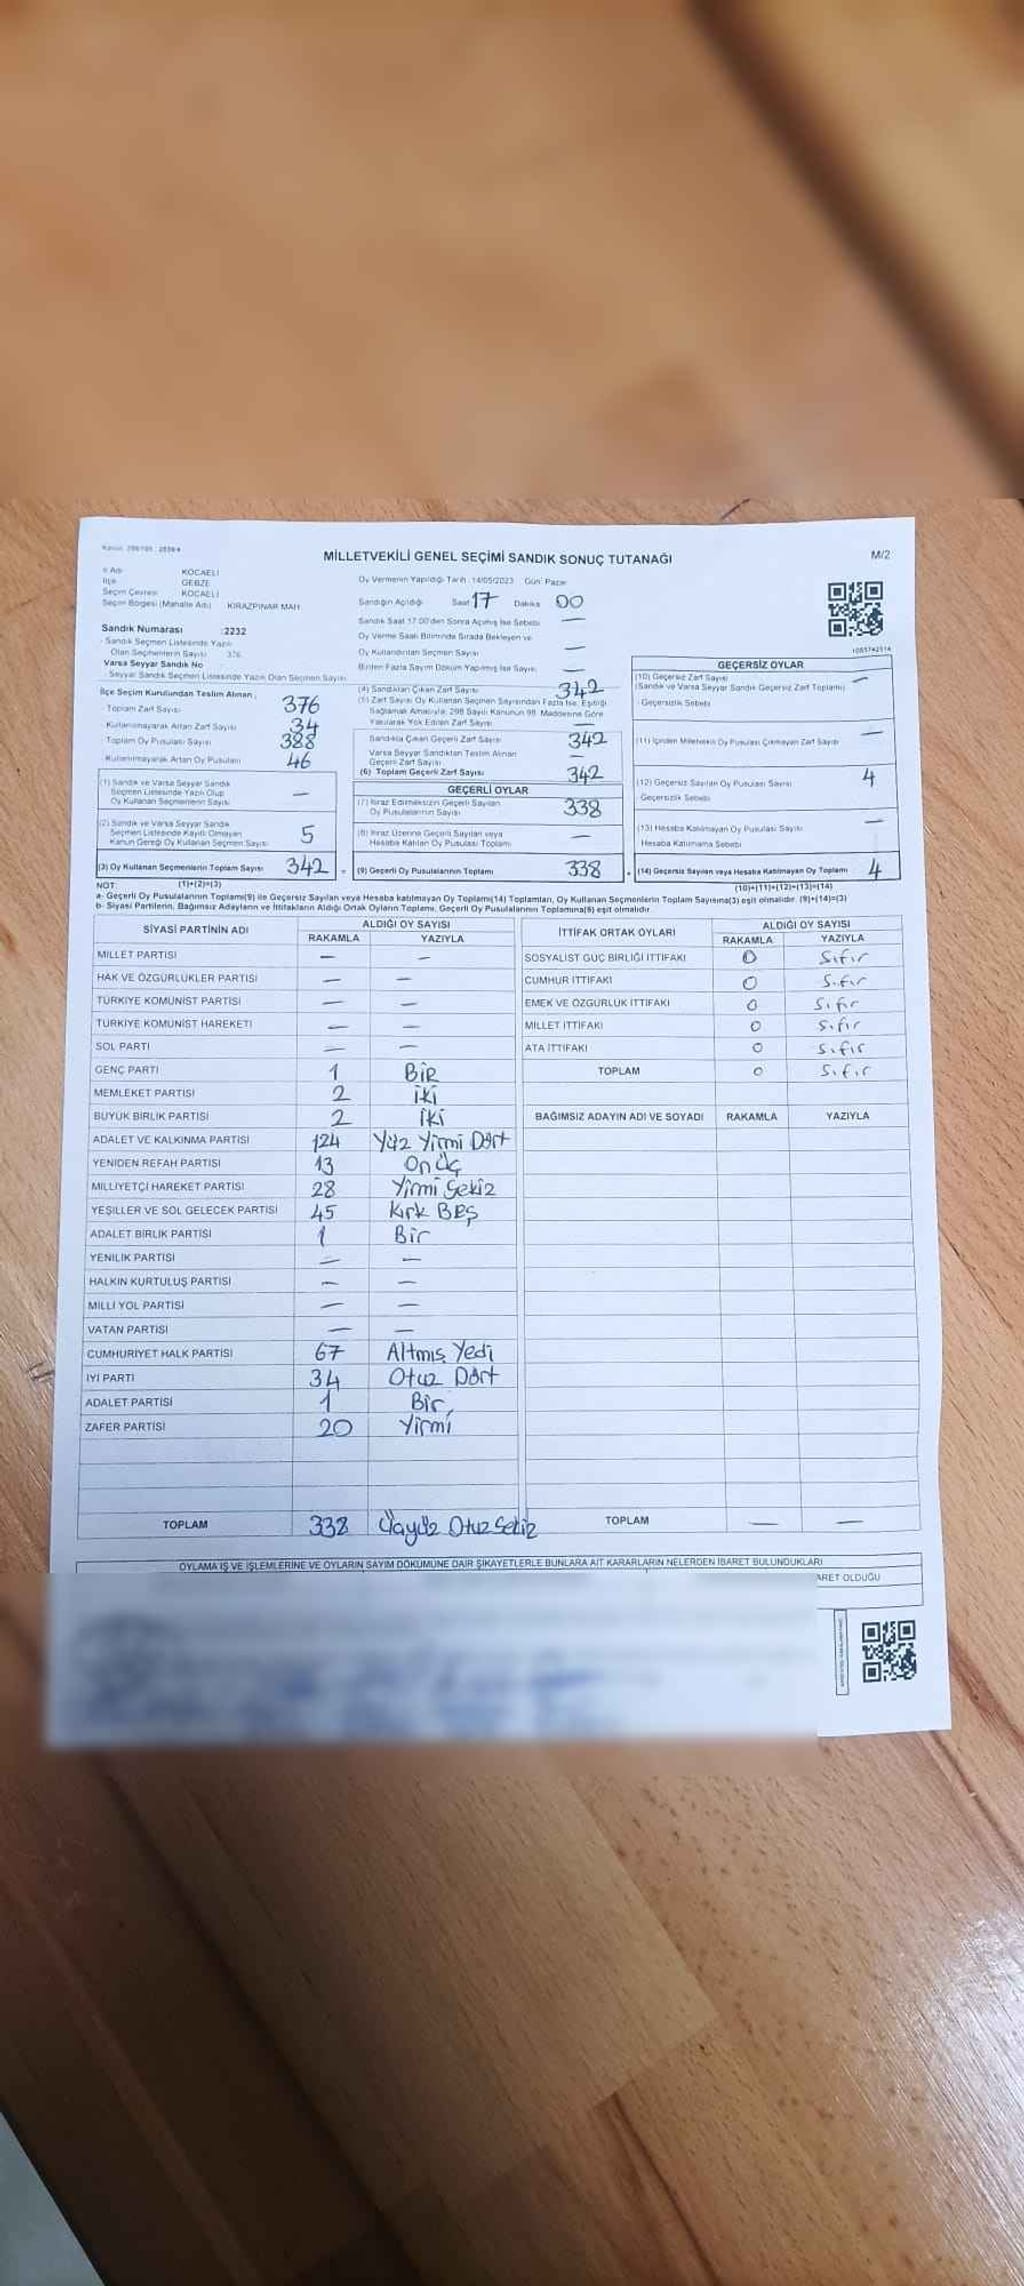 MİLLETVEKİLİ GENEL SEÇİMİ SANDIK SONUÇ TUTANAĞI
M/2
İl Adı KOCAELİ
İlçe GEBZE
Seçim Çevresi KOCAELİ
Seçim Bölgesi (Mahalle Adı) KİRAZPINAR MAH
Sandık Numarası :2232
Sandık Seçmen Listesinde Yazılı
Olan Seçmenlerin Sayısı 376
Varsa Seyyar Sandık No
Seyyar Sandık Seçmen Listesinde Yazılı Olan Seçmen Sayısı
Oy Vermenin Yapıldığı Tarih :14/05/2023 Gün: Pazar
Sandığın Açıldığı Saat 17 Dakika 00
Sandık Saat 17:00'den Sonra Açılmış İse Sebebi —
Oy Verme Saati Bitiminde Sırada Bekleyen ve
Oy Kullandırılan Seçmen Sayısı —
Birden Fazla Sayım Döküm Yapılmış İse Sayısı —
1085742514
İlçe Seçim Kurulundan Teslim Alınan ;
Toplam Zarf Sayısı 376
Kullanılmayarak Artan Zarf Sayısı 34
Toplam Oy Pusulası Sayısı 388
Kullanılmayarak Artan Oy Pusulası 46
(1) Sandık ve Varsa Seyyar Sandık
Seçmen Listesinde Yazılı Olup
Oy Kullanan Seçmenlerin Sayısı —
(2) Sandık ve Varsa Seyyar Sandık
Seçmen Listesinde Kayıtlı Olmayan
Kanun Gereği Oy Kullanan Seçmen Sayısı 5
(3) Oy Kullanan Seçmenlerin Toplam Sayısı 342
(1)+(2)=(3)
(4) Sandıktan Çıkan Zarf Sayısı 342
(5) Zarf Sayısı Oy Kullanan Seçmen Sayısından Fazla İse, Eşitliği
Sağlamak Amacıyla; 298 Sayılı Kanunun 98. Maddesine Göre
Yakılarak Yok Edilen Zarf Sayısı —
Sandıkta Çıkan Geçerli Zarf Sayısı 342
Varsa Seyyar Sandıktan Teslim Alınan
Geçerli Zarf Sayısı
(6) Toplam Geçerli Zarf Sayısı 342
GEÇERLİ OYLAR
(7) İtiraz Edilmeksizin Geçerli Sayılan
Oy Pusulalarının Sayısı 338
(8) İtiraz Üzerine Geçerli Sayılan veya
Hesaba Katılan Oy Pusulası Toplamı —
(9) Geçerli Oy Pusulalarının Toplamı 338
GEÇERSİZ OYLAR
(10) Geçersiz Zarf Sayısı —
(Sandık ve Varsa Seyyar Sandık Geçersiz Zarf Toplamı)
Geçersizlik Sebebi
(11) İçinden Milletvekili Oy Pusulası Çıkmayan Zarf Sayısı —
(12) Geçersiz Sayılan Oy Pusulası Sayısı 4
Geçersizlik Sebebi
(13) Hesaba Katılmayan Oy Pusulası Sayısı —
Hesaba Katılmama Sebebi
(14) Geçersiz Sayılan veya Hesaba Katılmayan Oy Toplamı 4
(10)+(11)+(12)+(13)=(14)
NOT:
a- Geçerli Oy Pusulalarının Toplamı(9) ile Geçersiz Sayılan veya Hesaba katılmayan Oy Toplamı(14) Toplamları, Oy Kullanan Seçmenlerin Toplam Sayısına(3) eşit olmalıdır. (9)+(14)=(3)
b- Siyasi Partilerin, Bağımsız Adayların ve İttifakların Aldığı Ortak Oyların Toplamı, Geçerli Oy Pusulalarının Toplamına(9) eşit olmalıdır
SİYASİ PARTİNİN ADI ALDIĞI OY SAYISI
RAKAMLA YAZIYLA
MİLLET PARTİSİ — —
HAK VE ÖZGÜRLÜKLER PARTİSİ — —
TÜRKİYE KOMÜNİST PARTİSİ — —
TÜRKİYE KOMÜNİST HAREKETİ — —
SOL PARTİ — —
GENÇ PARTİ 1 BİR
MEMLEKET PARTİSİ 2 iki
BÜYÜK BİRLİK PARTİSİ 2 iki
ADALET VE KALKINMA PARTİSİ 124 Yüz Yirmi Dört
YENİDEN REFAH PARTİSİ 13 On Üç
MİLLİYETÇİ HAREKET PARTİSİ 28 Yirmi Sekiz
YEŞİLLER VE SOL GELECEK PARTİSİ 45 Kırk Beş
ADALET BİRLİK PARTİSİ 1 Bir
YENİLİK PARTİSİ — —
HALKIN KURTULUŞ PARTİSİ — —
MİLLİ YOL PARTİSİ — —
VATAN PARTİSİ — —
CUMHURİYET HALK PARTİSİ 67 Altmış Yedi
İYİ PARTİ 34 Otuz Dört
ADALET PARTİSİ 1 Bir
ZAFER PARTİSİ 20 Yirmi
TOPLAM 338 Üçyüz Otuz Sekiz
İTTİFAK ORTAK OYLARI ALDIĞI OY SAYISI
RAKAMLA YAZIYLA
SOSYALİST GÜÇ BİRLİĞİ İTTİFAKI 0 Sıfır
CUMHUR İTTİFAKI 0 Sıfır
EMEK VE ÖZGÜRLÜK İTTİFAKI 0 Sıfır
MİLLET İTTİFAKI 0 Sıfır
ATA İTTİFAKI 0 Sıfır
TOPLAM 0 Sıfır
BAĞIMSIZ ADAYIN ADI VE SOYADI RAKAMLA YAZIYLA
TOPLAM — —
OYLAMA İŞ VE İŞLEMLERİNE VE OYLARIN SAYIM DÖKÜMÜNE DAİR ŞİKAYETLERLE BUNLARA AİT KARARLARIN NELERDEN İBARET BULUNDUKLARI
ARET OLDUĞU